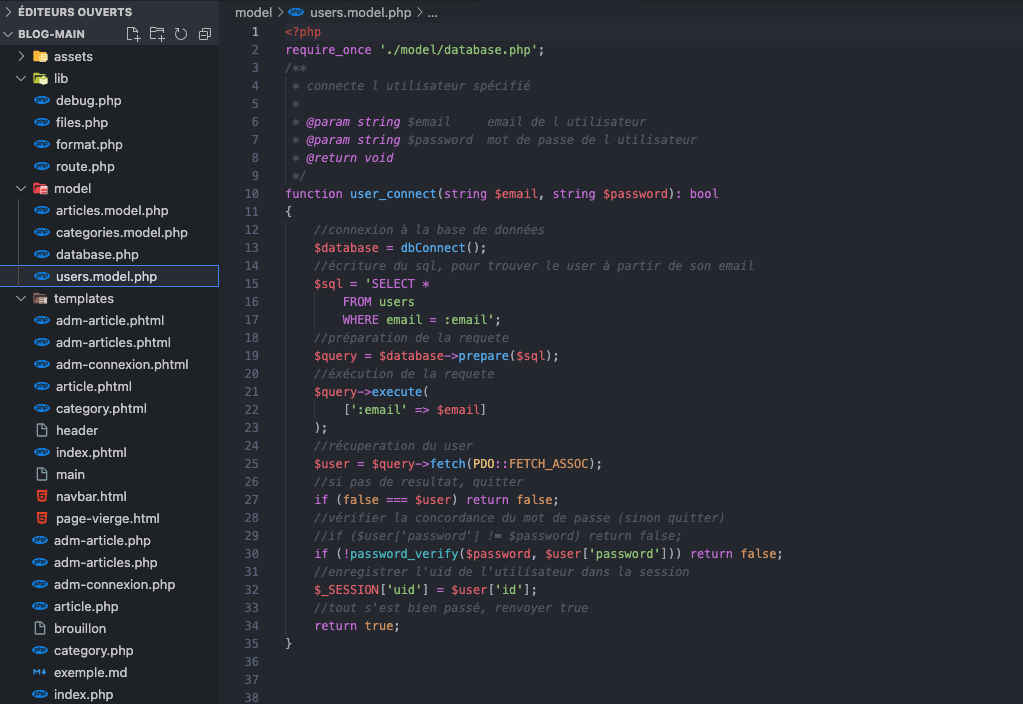 ÉDITEURS OUVERTS
BLOG-MAIN
assets
lib
debug.php
files.php
format.php
route.php
model
articles.model.php
categories.model.php
database.php
users.model.php
templates
adm-article.phtml
adm-articles.phtml
adm-connexion.phtml
article.phtml
category.phtml
header
index.phtml
main
navbar.html
page-vierge.html
adm-article.php
adm-articles.php
adm-connexion.php
article.php
brouillon
category.php
exemple.md
index.php
model > users.model.php > ...
1 <?php
2 require_once './model/database.php';
3 /**
4  * connecte l utilisateur spécifié
5  *
6  * @param string $email     email de l utilisateur
7  * @param string $password  mot de passe de l utilisateur
8  * @return void
9  */
10 function user_connect(string $email, string $password): bool
11 {
12     //connexion à la base de données
13     $database = dbConnect();
14     //écriture du sql, pour trouver le user à partir de son email
15     $sql = 'SELECT *
16         FROM users
17         WHERE email = :email';
18     //préparation de la requete
19     $query = $database->prepare($sql);
20     //éxécution de la requete
21     $query->execute(
22         [':email' => $email]
23     );
24     //récuperation du user
25     $user = $query->fetch(PDO::FETCH_ASSOC);
26     //si pas de resultat, quitter
27     if (false === $user) return false;
28     //vérifier la concordance du mot de passe (sinon quitter)
29     //if ($user['password'] != $password) return false;
30     if (!password_verify($password, $user['password'])) return false;
31     //enregistrer l'uid de l'utilisateur dans la session
32     $_SESSION['uid'] = $user['id'];
33     //tout s'est bien passé, renvoyer true
34     return true;
35 }
36
37
38